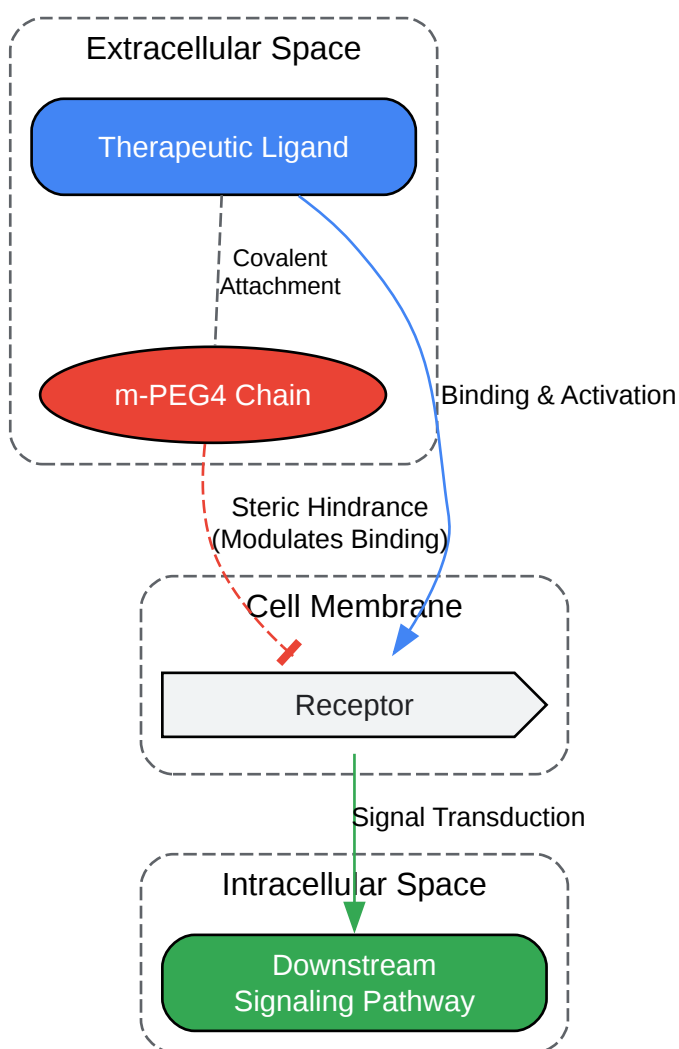 Extracellular Space
Therapeutic Ligand
Covalent
Attachment
m-PEG4 Chain
Binding & Activation
Steric Hindrance
(Modulates Binding)
Cell Membrane
Receptor
Signal Transduction
Intracellular Space
Downstream
Signaling Pathway